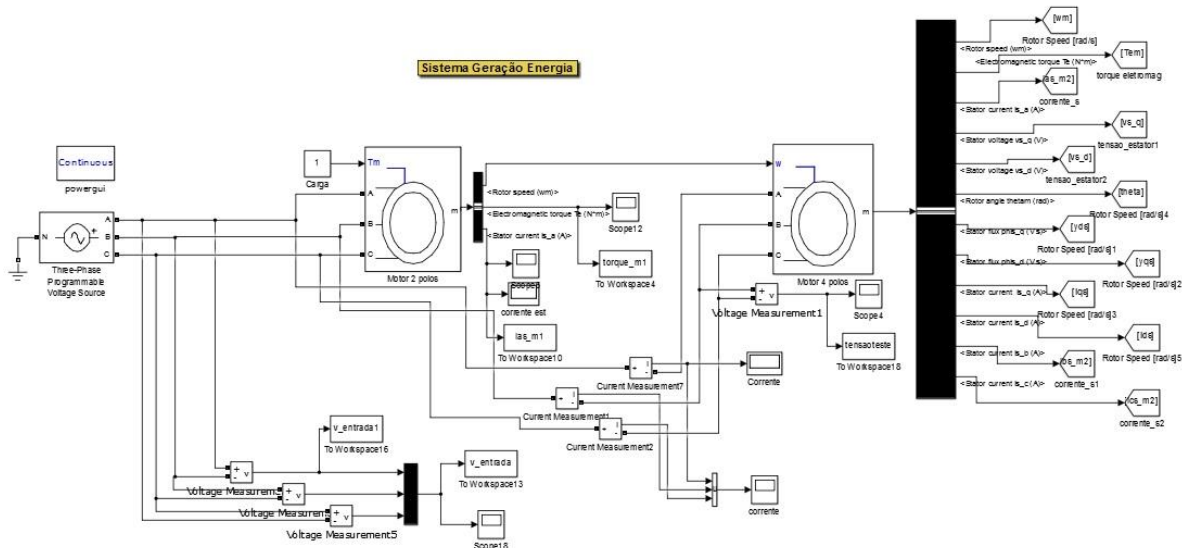 Sistema Geração Energia
Continuous
powergui
N
A
B
C
Three-Phase
Programmable
Voltage Source
1
Carga
Tm
A
B
C
m
Motor 2 polos
<Rotor speed (wm)>
<Electromagnetic torque Te (N*m)>
<Stator current is_a (A)>
Scope12
torque_m1
To Workspace4
corrente est
Ias_m1
To Workspace10
w
A
B
C
m
Motor 4 polos
+
-
v
Voltage Measurement1
Scope4
tensaoteste
To Workspace18
+
i
-
Current Measurement7
Corrente
+
i
-
+
i
-
Current Measurement2
corrente
v_entrada1
To Workspace16
v_entrada
To Workspace13
+
-
v
+
-
v
+
-
v
Voltage Measurement5
Scope18
<Rotor speed (wm)>
<Electromagnetic torque Te (N*m)>
<Stator current is_a (A)>
<Stator voltage vs_q (V)>
<Stator voltage vs_d (V)>
<Rotor angle thetam (rad)>
<Stator flux phis_q (V s)>
<Stator flux phis_d (V s)>
<Stator current is_q (A)>
<Stator current is_d (A)>
<Stator current is_b (A)>
<Stator current is_c (A)>
[wm]
Rotor Speed [rad/s]
[Tem]
torque eletromag
corrente_s
[vs_q]
tensao_estator1
[vs_d]
tensao_estator2
[theta]
Rotor Speed [rad/s]4
[yds]
Rotor Speed [rad/s]1
[yqs]
Rotor Speed [rad/s]2
[Iqs]
Rotor Speed [rad/s]3
[Ids]
Rotor Speed [rad/s]5
corrente_s1
corrente_s2